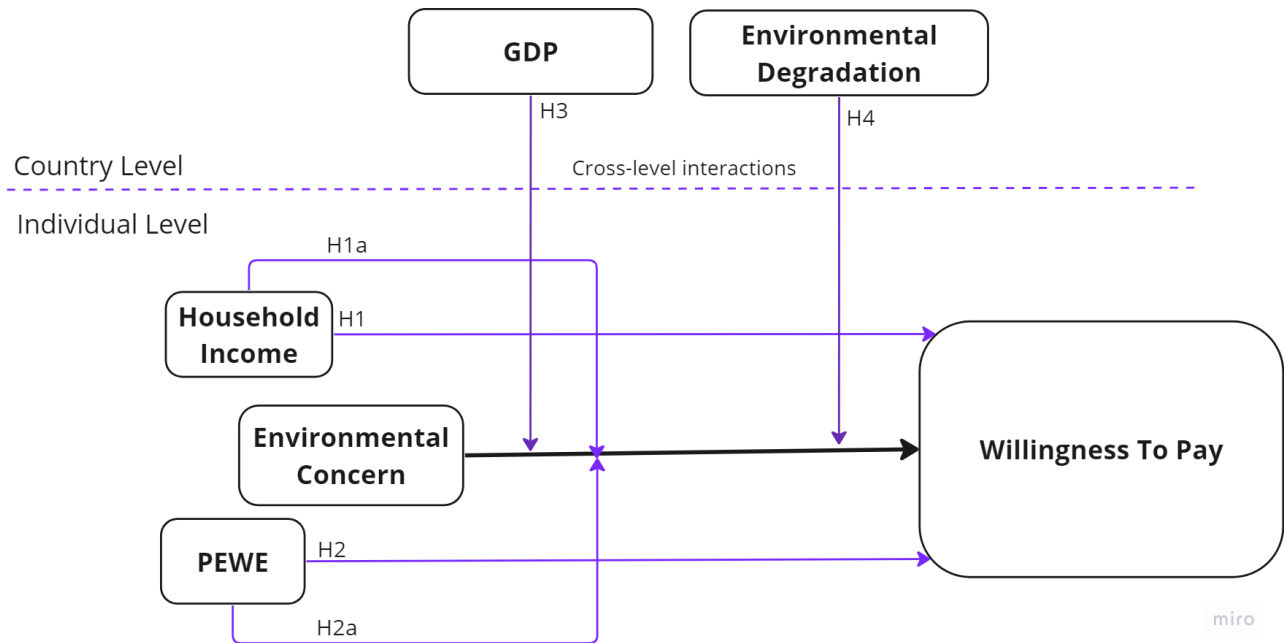 GDP
Environmental
Degradation
H3
H4
Country Level
Cross-level interactions
Individual Level
H1a
Household
Income
H1
Environmental
Concern
Willingness To Pay
PEWE
H2
H2a
miro